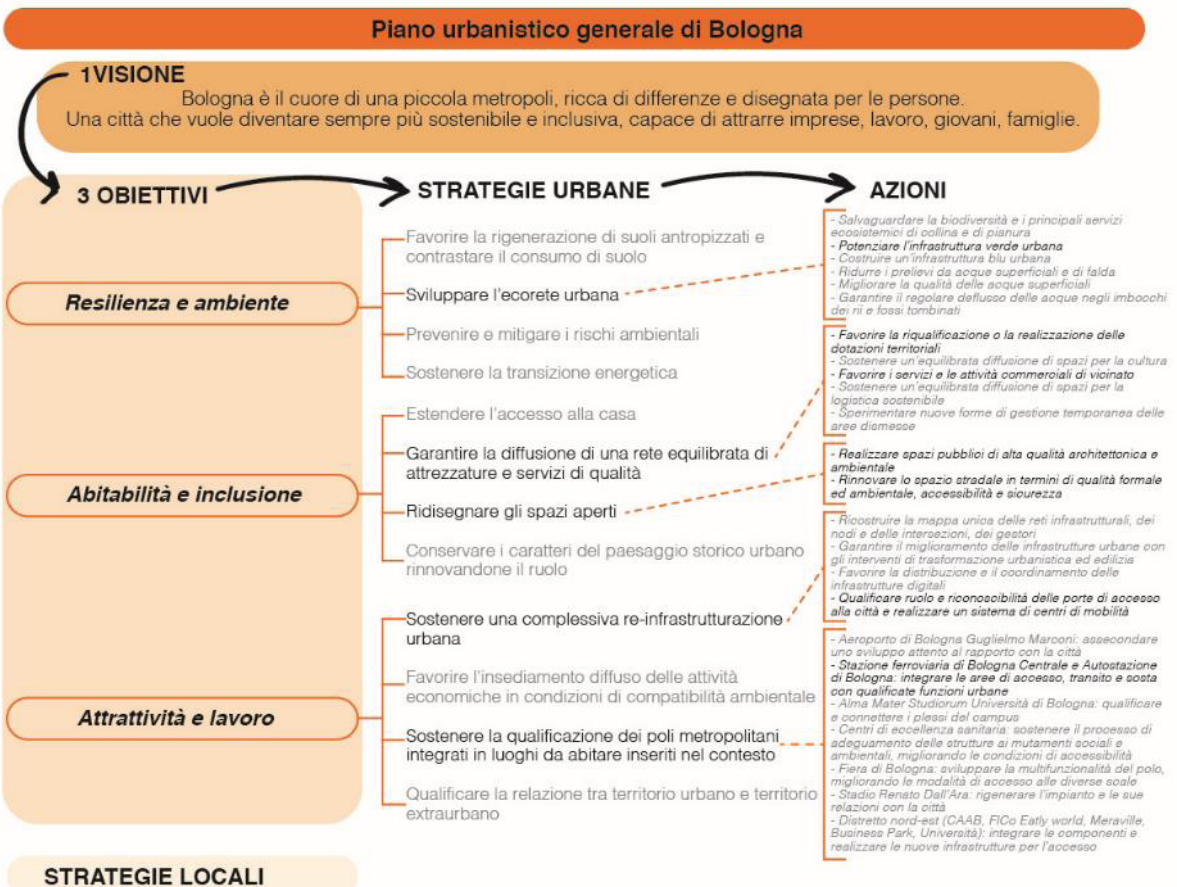 Piano urbanistico generale di Bologna
1VISIONE
Bologna è il cuore di una piccola metropoli, ricca di differenze e disegnata per le persone.
Una città che vuole diventare sempre più sostenibile e inclusiva, capace di attrarre imprese, lavoro, giovani, famiglie.
3 OBIETTIVI
STRATEGIE URBANE
AZIONI
Resilienza e ambiente
Favorire la rigenerazione di suoli antropizzati e
contrastare il consumo di suolo
Sviluppare l'ecorete urbana
Prevenire e mitigare i rischi ambientali
Sostenere la transizione energetica
- Salvaguardare la biodiversità e i principali servizi
ecosistemici di collina e di pianura
- Potenziare l'infrastruttura verde urbana
- Costruire un'infrastruttura blu urbana
- Ridurre i prelievi da acque superficiali e di falda
- Migliorare la qualità delle acque superficiali
- Garantire il regolare deflusso delle acque negli imbocchi
dei rii e fossi tombinati
Abitabilità e inclusione
Estendere l'accesso alla casa
Garantire la diffusione di una rete equilibrata di
attrezzature e servizi di qualità
Ridisegnare gli spazi aperti
Conservare i caratteri del paesaggio storico urbano
rinnovandone il ruolo
- Favorire la riqualificazione o la realizzazione delle
dotazioni territoriali
- Sostenere un'equilibrata diffusione di spazi per la cultura
- Favorire i servizi e le attività commerciali di vicinato
- Sostenere un'equilibrata diffusione di spazi per la
logistica sostenibile
- Sperimentare nuove forme di gestione temporanea delle
aree dismesse
- Realizzare spazi pubblici di alta qualità architettonica e
ambientale
- Rinnovare lo spazio stradale in termini di qualità formale
ed ambientale, accessibilità e sicurezza
Attrattività e lavoro
Sostenere una complessiva re-infrastrutturazione
urbana
Favorire l'insediamento diffuso delle attività
economiche in condizioni di compatibilità ambientale
Sostenere la qualificazione dei poli metropolitani
integrati in luoghi da abitare inseriti nel contesto
Qualificare la relazione tra territorio urbano e territorio
extraurbano
- Ricostruire la mappa unica delle reti infrastrutturali, dei
nodi e delle intersezioni, dei gestori
- Garantire il miglioramento delle infrastrutture urbane con
gli interventi di trasformazione urbanistica ed edilizia
- Favorire la distribuzione e il coordinamento delle
infrastrutture digitali
- Qualificare ruolo e riconoscibilità delle porte di accesso
alla città e realizzare un sistema di centri di mobilità
- Aeroporto di Bologna Guglielmo Marconi: assecondare
uno sviluppo attento al rapporto con la città
- Stazione ferroviaria di Bologna Centrale e Autostazione
di Bologna: integrare le aree di accesso, transito e sosta
con qualificate funzioni urbane
- Alma Mater Studiorum Università di Bologna: qualificare
e connettere i plessi del campus
- Centri di eccellenza sanitaria: sostenere il processo di
adeguamento delle strutture ai mutamenti sociali e
ambientali, migliorando le condizioni di accessibilità
- Fiera di Bologna: sviluppare la multifunzionalità del polo,
migliorando le modalità di accesso alle diverse scale
- Stadio Renato Dall'Ara: rigenerare l'impianto e le sue
relazioni con la città
- Distretto nord-est (CAAB, FICo Eatly world, Meraville,
Business Park, Università): integrare le componenti e
realizzare le nuove infrastrutture per l'accesso
STRATEGIE LOCALI